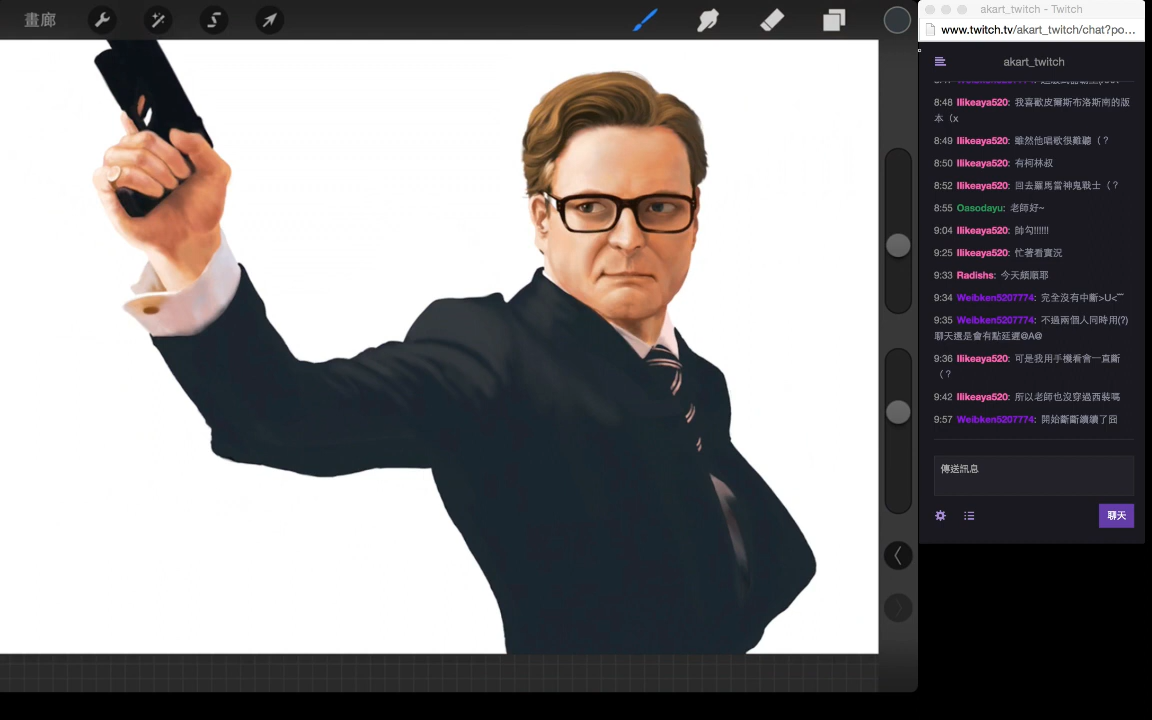 畫廊
akart_twitch - Twitch
www.twitch.tv/akart_twitch/chat?po…
akart_twitch
8:48 Ilikeaya520: 我喜歡皮爾斯布洛斯南的版
本（x
8:49 Ilikeaya520: 雖然他唱歌很難聽（？
8:50 Ilikeaya520: 有柯林叔
8:52 Ilikeaya520: 回去羅馬當神鬼戰士（？
8:55 Oasodayu: 老師好~
9:04 Ilikeaya520: 帥勾!!!!!!
9:25 Ilikeaya520: 忙著看實況
9:33 Radishs: 今天頗順耶
9:34 Weibken5207774: 完全沒有中斷>U<￣
9:35 Weibken5207774: 不過兩個人同時用(?)
聊天還是會有點延遲@A@
9:36 Ilikeaya520: 可是我用手機看會一直斷
（？
9:42 Ilikeaya520: 所以老師也沒穿過西裝嗎
9:57 Weibken5207774: 開始斷斷續續了囧
傳送訊息
聊天